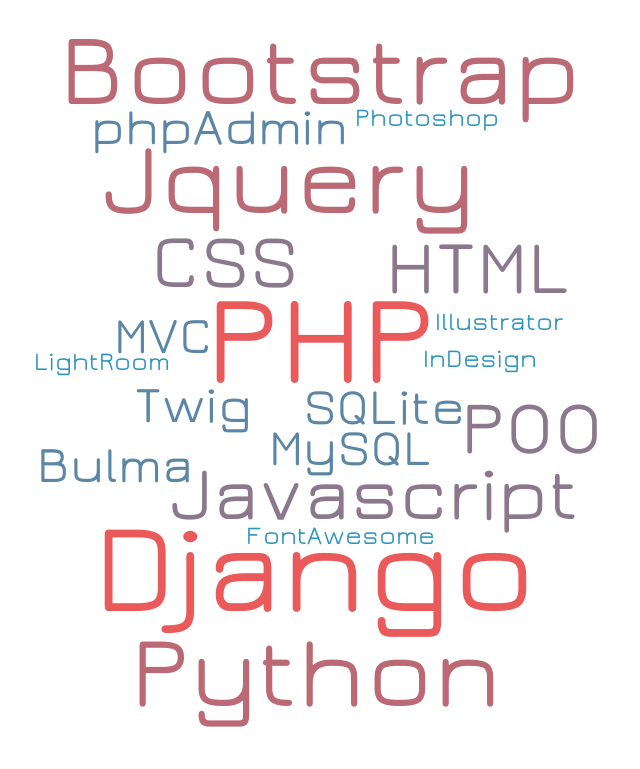 Bootstrap
phpAdmin
Photoshop
Jquery
CSS
HTML
PHP
MVC
Illustrator
LightRoom
InDesign
Twig
SQLite
POO
MySQL
Bulma
Javascript
FontAwesome
Django
Python